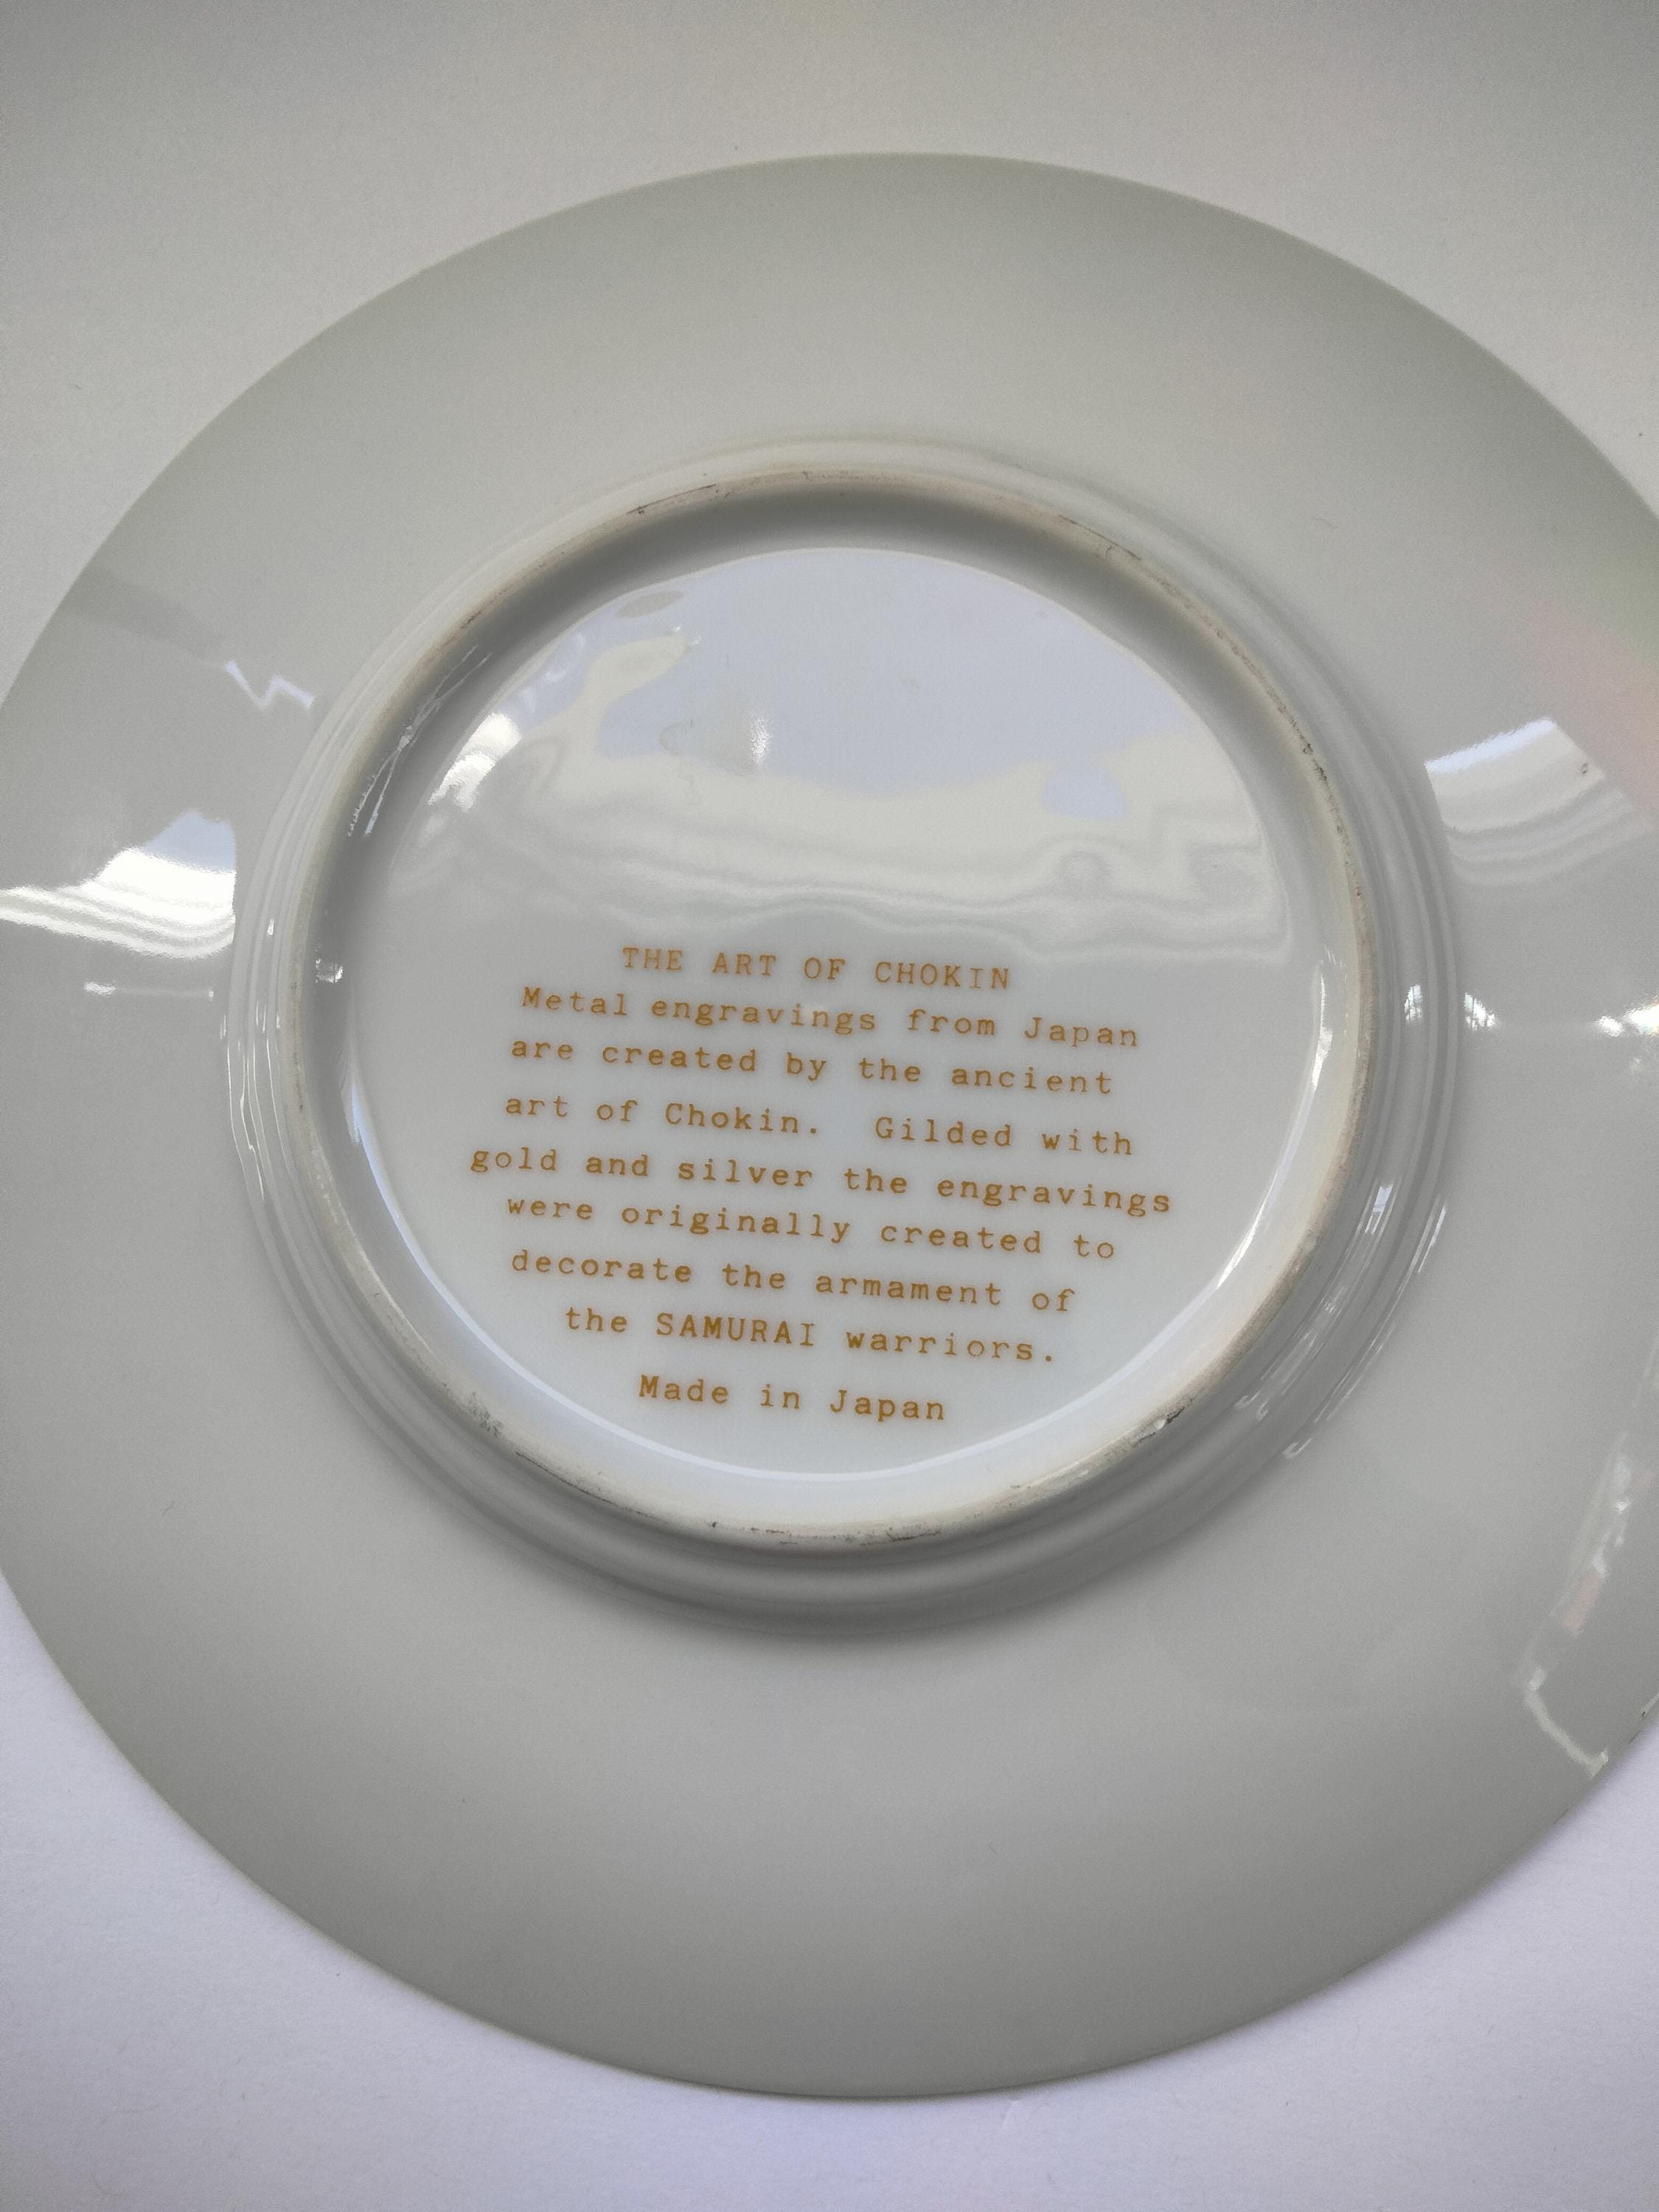 THE ART OF CHOKIN
Metal engravings from Japan
are created by the ancient
art of Chokin.  Gilded with
gold and silver the engravings
were originally created to
decorate the armament of
the SAMURAI warriors.
Made in Japan